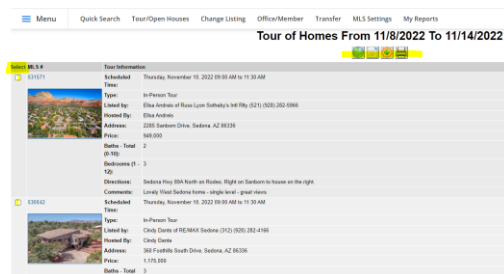 Menu Quick Search Tour/Open Houses Change Listing Office/Member Transfer MLS Settings My Reports
Tour of Homes From 11/8/2022 To 11/14/2022
Select MLS # Tour Information
531571 Scheduled Time: Thursday, November 10, 2022 09:00 AM to 11:30 AM
Type: In-Person Tour
Listed by: Elisa Andreis of Russ Lyon Sotheby's Intl Rlty (521) (928) 282-5966
Hosted By: Elisa Andreis
Address: 2285 Sanborn Drive, Sedona, AZ 86336
Price: 949,000
Baths - Total (0-10): 2
Bedrooms (1 - 12): 3
Directions: Sedona Hwy 89A North on Rodeo. Right on Sanborn to house on the right.
Comments: Lovely West Sedona home - single level - great views
Scheduled Time: Thursday, November 10, 2022 09:00 AM to 11:30 AM
Type: In-Person Tour
Listed by: Cindy Dants of RE/MAX Sedona (312) (928) 282-4166
Hosted By: Cindy Dants
Address: 360 Foothills South Drive, Sedona, AZ 86336
Price: 1,175,000
Baths - Total 3